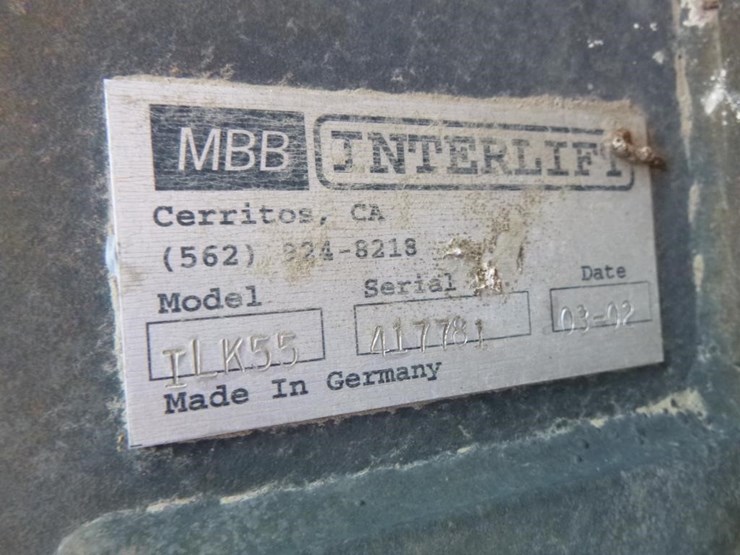 MBB INTERLIFT
Cerritos, CA
(562) 924-8218
Model Serial Date
ILK55 417781 03-02
Made In Germany